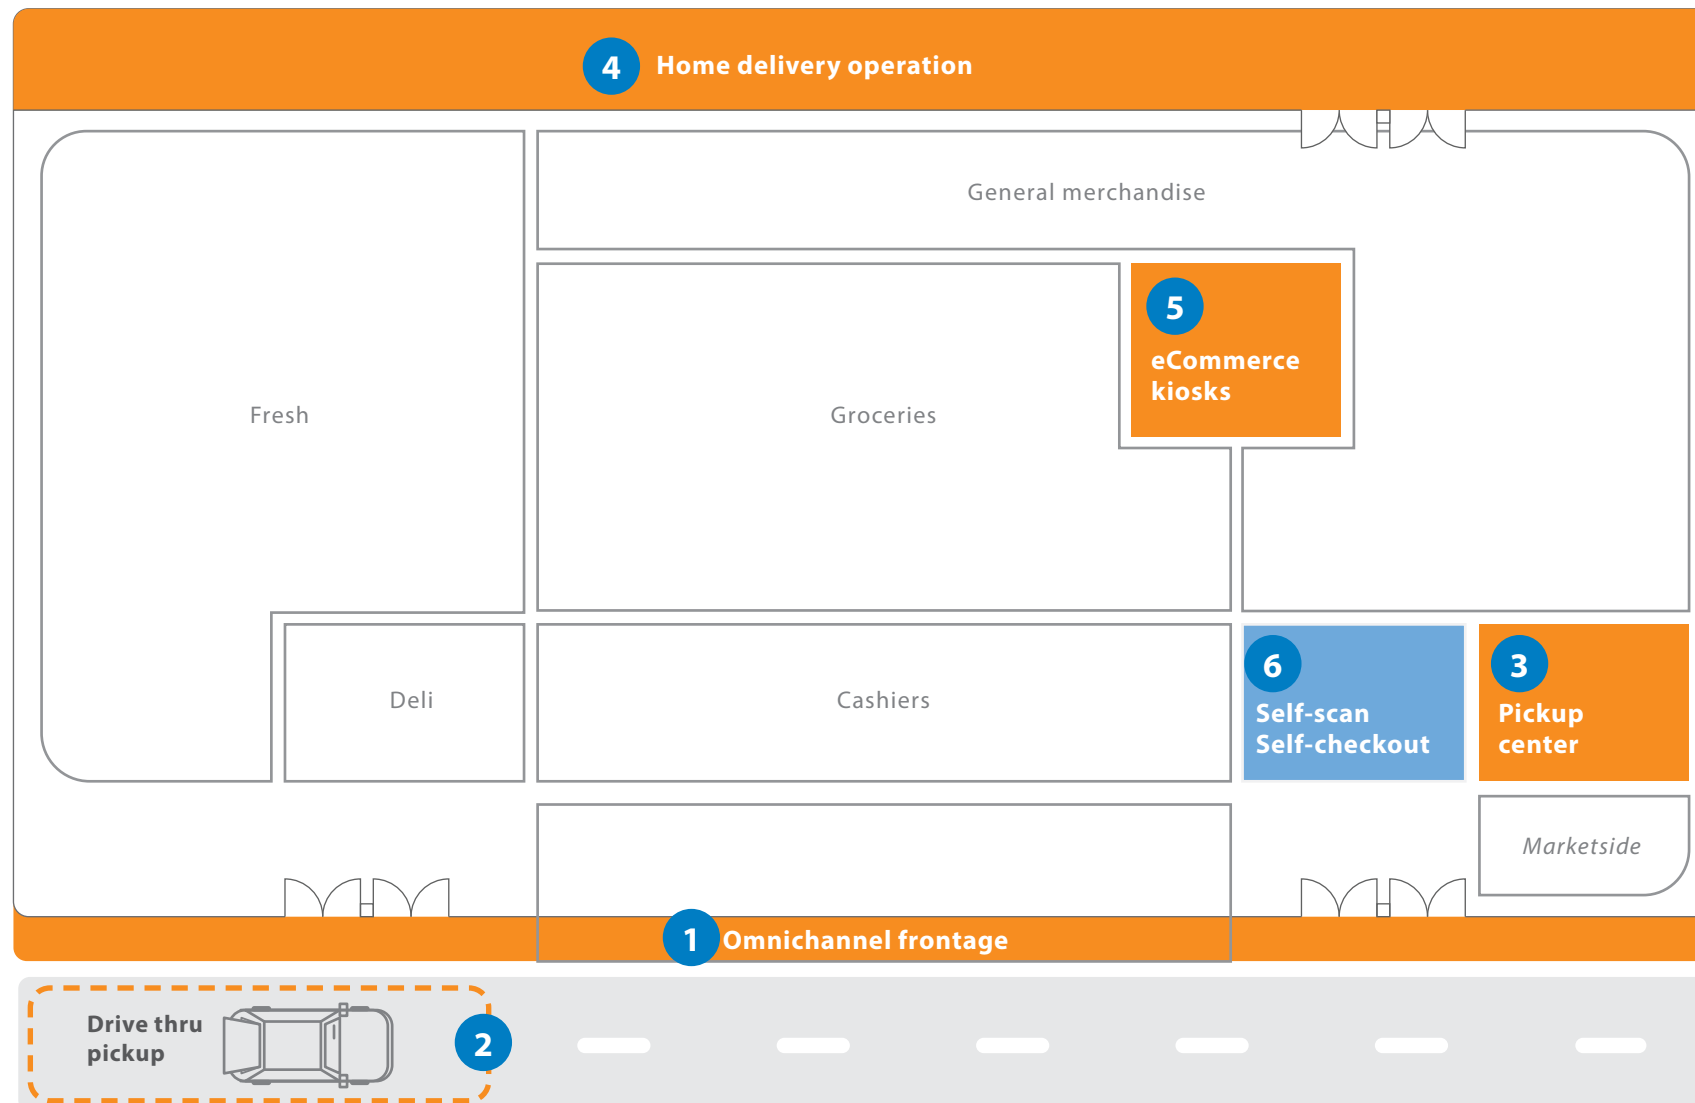 4 Home delivery operation
General merchandise
5
eCommerce
kiosks
Fresh
Groceries
6
Self-scan
Self-checkout
3
Pickup
center
Deli
Cashiers
Marketside
1 Omnichannel frontage
Drive thru
pickup
2